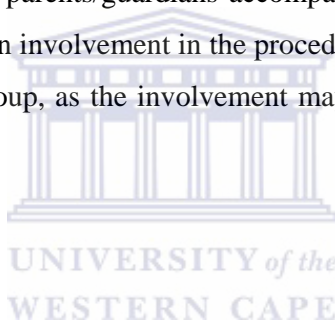 parents/guardians accompa
n involvement in the proced
oup, as the involvement ma
UNIVERSITY of the
WESTERN CAPE